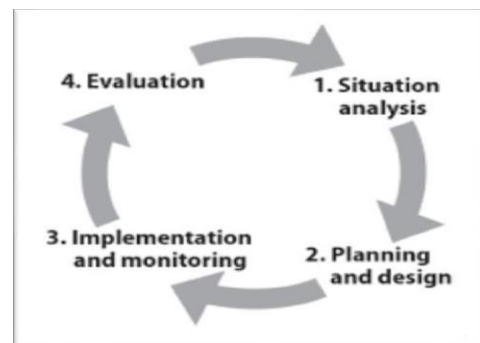 4. Evaluation
1. Situation
analysis
3. Implementation
and monitoring
2. Planning
and design